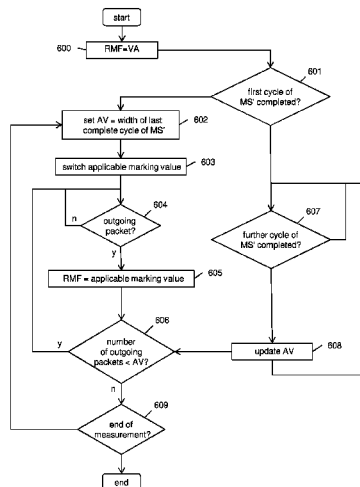 start
600
RMF=VA
601
first cycle
of MS' completed?
set AV = width of last
complete cycle of MS'
602
switch applicable marking value
603
604
n
outgoing
packet?
y
607
further cycle of
MS' completed?
RMF = applicable marking value
605
606
y
number
of outgoing
packets < AV?
n
update AV
608
609
end of
measurement?
end